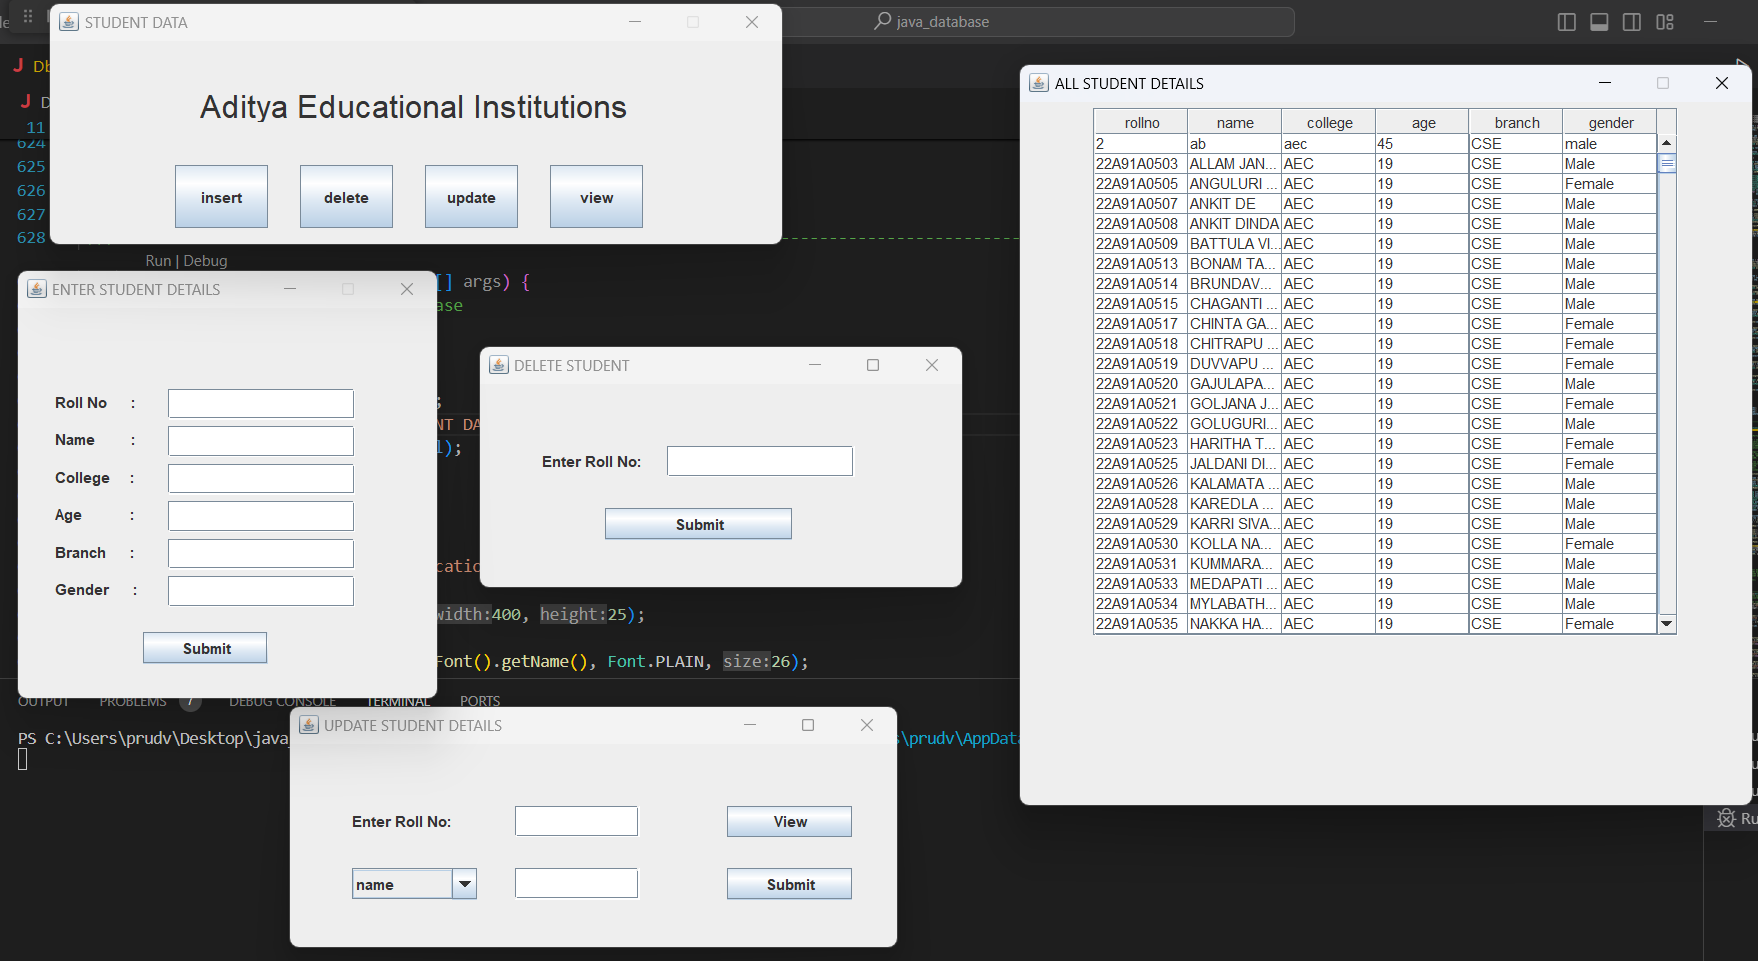 STUDENT DATA
java_database
Aditya Educational Institutions
insert delete update view
11
624
625
626
627
628
Run | Debug
[] args) {
ENTER STUDENT DETAILS
Roll No :
Name :
College :
Age :
Branch :
Gender :
Submit
DELETE STUDENT
Enter Roll No:
Submit
width:400, height:25);
Font().getName(), Font.PLAIN, size:26);
OUTPUT PROBLEMS 7 DEBUG CONSOLE TERMINAL PORTS
PS C:\Users\prudv\Desktop\java
\prudv\AppData
UPDATE STUDENT DETAILS
Enter Roll No: View
name Submit
ALL STUDENT DETAILS
rollno name college age branch gender
2 ab aec 45 CSE male
22A91A0503 ALLAM JAN... AEC 19 CSE Male
22A91A0505 ANGULURI ... AEC 19 CSE Female
22A91A0507 ANKIT DE AEC 19 CSE Male
22A91A0508 ANKIT DINDA AEC 19 CSE Male
22A91A0509 BATTULA VI... AEC 19 CSE Male
22A91A0513 BONAM TA... AEC 19 CSE Male
22A91A0514 BRUNDAV... AEC 19 CSE Male
22A91A0515 CHAGANTI ... AEC 19 CSE Male
22A91A0517 CHINTA GA... AEC 19 CSE Female
22A91A0518 CHITRAPU ... AEC 19 CSE Female
22A91A0519 DUVVAPU ... AEC 19 CSE Female
22A91A0520 GAJULAPA... AEC 19 CSE Male
22A91A0521 GOLJANA J... AEC 19 CSE Female
22A91A0522 GOLUGURI... AEC 19 CSE Male
22A91A0523 HARITHA T... AEC 19 CSE Female
22A91A0525 JALDANI DI... AEC 19 CSE Female
22A91A0526 KALAMATA ... AEC 19 CSE Male
22A91A0528 KAREDLA ... AEC 19 CSE Male
22A91A0529 KARRI SIVA... AEC 19 CSE Male
22A91A0530 KOLLA NA... AEC 19 CSE Female
22A91A0531 KUMMARA... AEC 19 CSE Male
22A91A0533 MEDAPATI ... AEC 19 CSE Male
22A91A0534 MYLABATH... AEC 19 CSE Male
22A91A0535 NAKKA HA... AEC 19 CSE Female